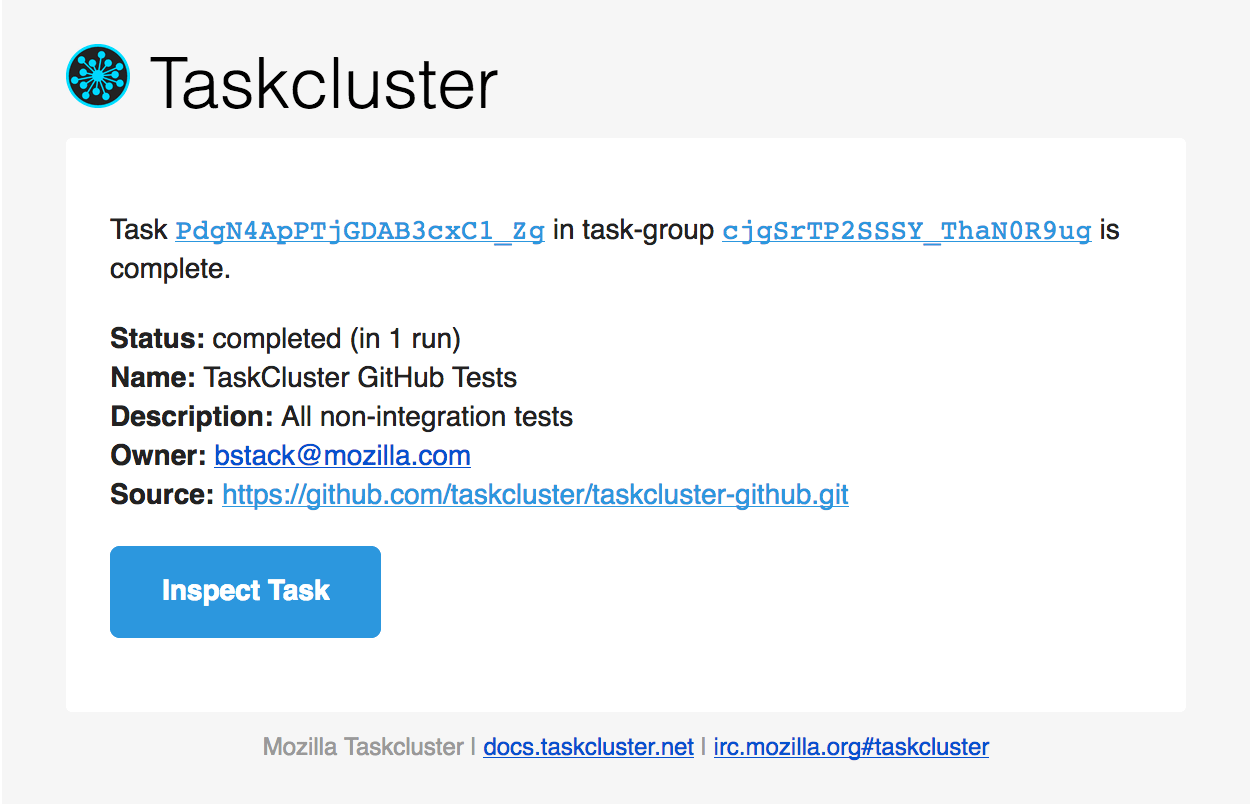 Taskcluster
Task PdgN4ApPTjGDAB3cxC1_Zg in task-group cjgSrTP2SSSY_ThaN0R9ug is
complete.
Status: completed (in 1 run)
Name: TaskCluster GitHub Tests
Description: All non-integration tests
Owner: bstack@mozilla.com
Source: https://github.com/taskcluster/taskcluster-github.git
Inspect Task
Mozilla Taskcluster | docs.taskcluster.net | irc.mozilla.org#taskcluster